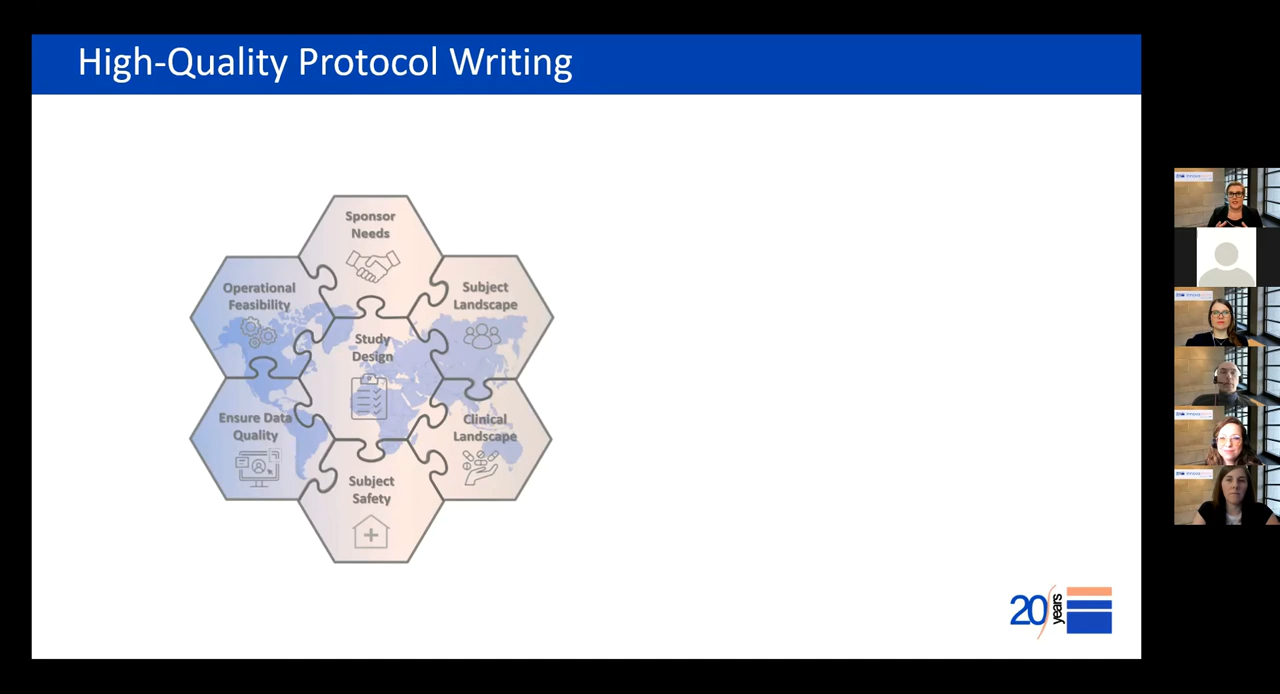 High-Quality Protocol Writing
Sponsor
Needs
Operational
Feasibility
Subject
Landscape
Study
Design
Ensure Data
Quality
Clinical
Landscape
Subject
Safety
20 years